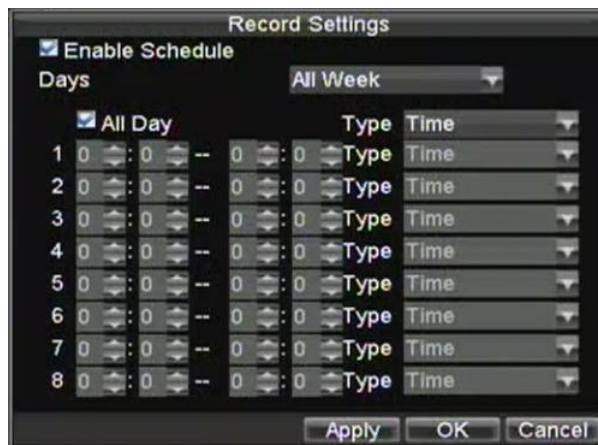 Record Settings
Enable Schedule
Days All Week
All Day Type Time
1 0 : 0 -- 0 : 0 Type Time
2 0 : 0 -- 0 : 0 Type Time
3 0 : 0 -- 0 : 0 Type Time
4 0 : 0 -- 0 : 0 Type Time
5 0 : 0 -- 0 : 0 Type Time
6 0 : 0 -- 0 : 0 Type Time
7 0 : 0 -- 0 : 0 Type Time
8 0 : 0 -- 0 : 0 Type Time
Apply OK Cancel